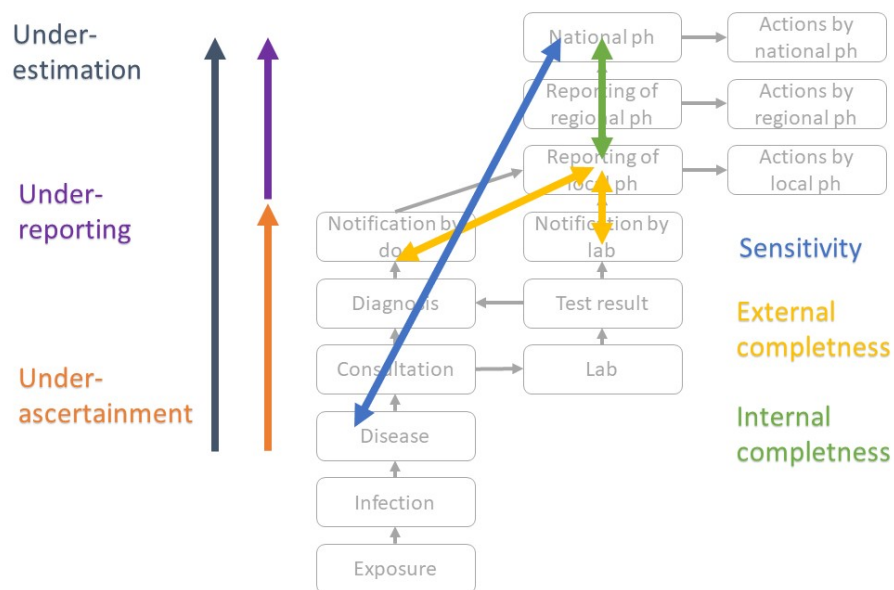 Under-
estimation
National ph
Actions by
national ph
Reporting of
regional ph
Actions by
regional ph
Reporting of
local ph
Actions by
local ph
Under-
reporting
Notification by
Notification by
lab
Sensitivity
Diagnosis
Test result
External
completness
Under-
ascertainment
Consultation
Lab
Internal
completness
Disease
Infection
Exposure